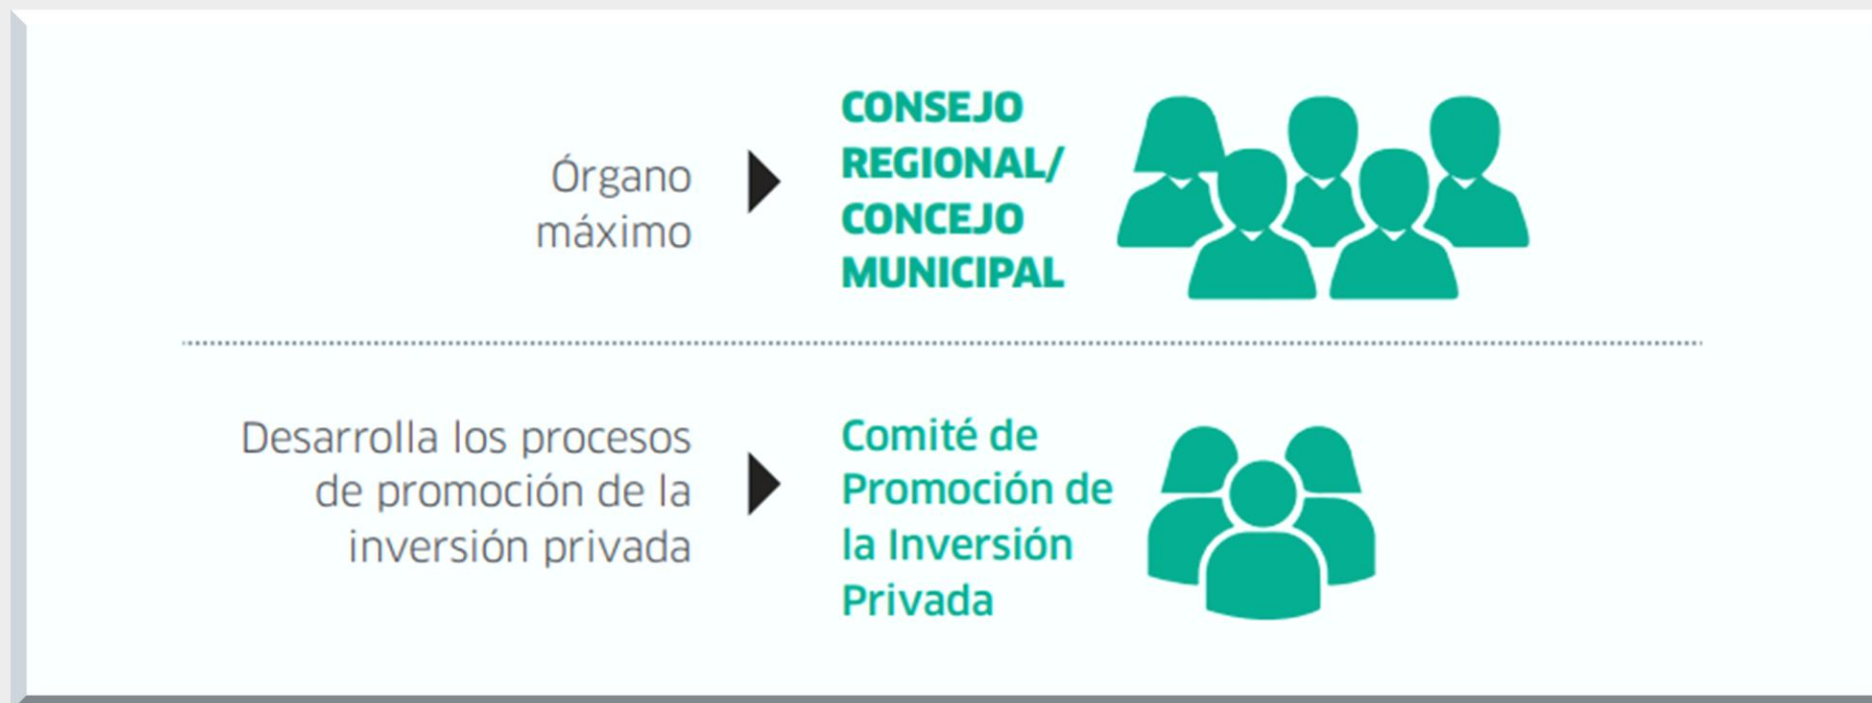 Órgano
máximo
CONSEJO
REGIONAL/
CONCEJO
MUNICIPAL
Desarrolla los procesos
de promoción de la
inversión privada
Comité de
Promoción de
la Inversión
Privada